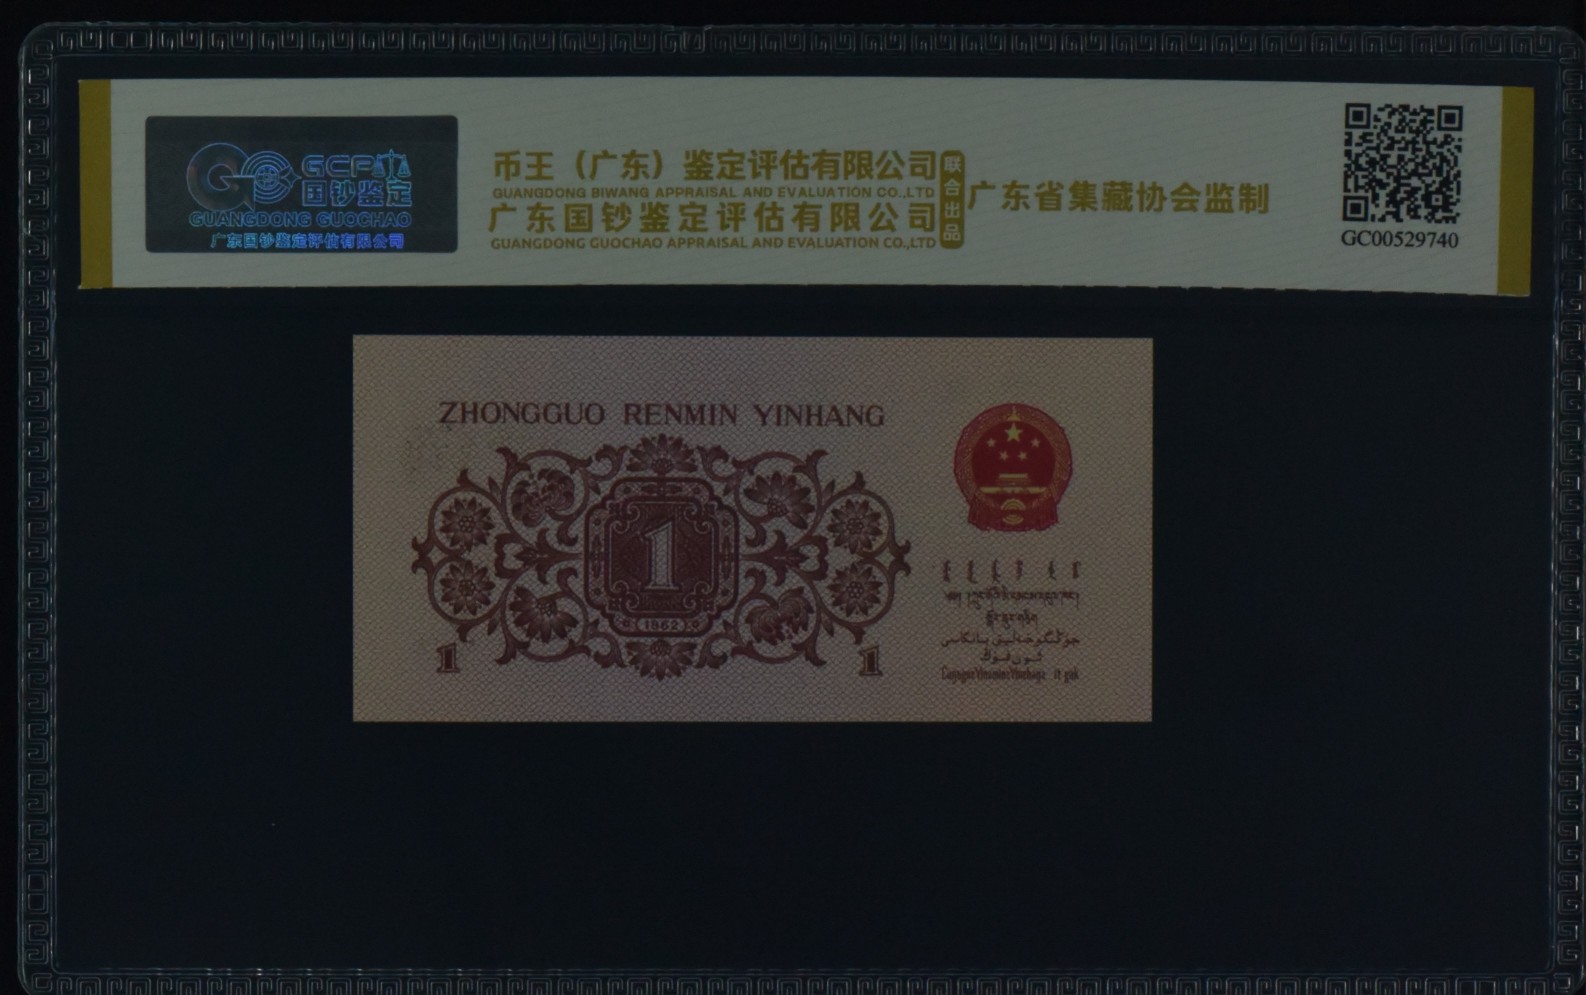 GCP
国钞鉴定
GUANGDONG GUOCHAO
广东国钞鉴定评估有限公司
币王（广东）鉴定评估有限公司
GUANGDONG BIWANG APPRAISAL AND EVALUATION CO.,LTD
广东国钞鉴定评估有限公司
GUANGDONG GUOCHAO APPRAISAL AND EVALUATION CO.,LTD
联合出品
广东省集藏协会监制
GC00529740
ZHONGGUO RENMIN YINHANG
1
1962
1
1